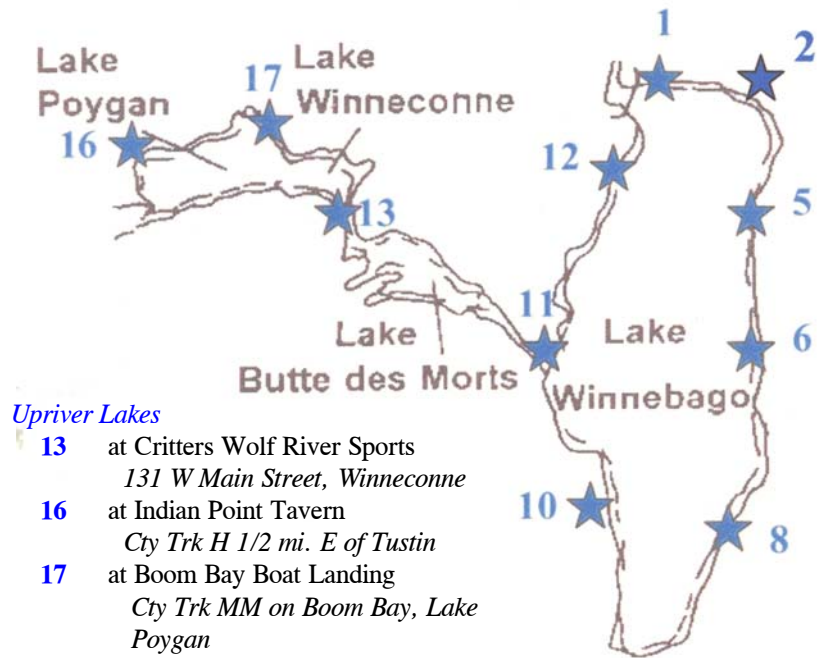 1
2
Lake
Poygan
17
Lake
Winneconne
16
12
13
5
11
Lake
Butte des Morts
Lake
Winnebago
6
10
8
Upriver Lakes
13 at Critters Wolf River Sports
131 W Main Street, Winneconne
16 at Indian Point Tavern
Cty Trk H 1/2 mi. E of Tustin
17 at Boom Bay Boat Landing
Cty Trk MM on Boom Bay, Lake
Poygan